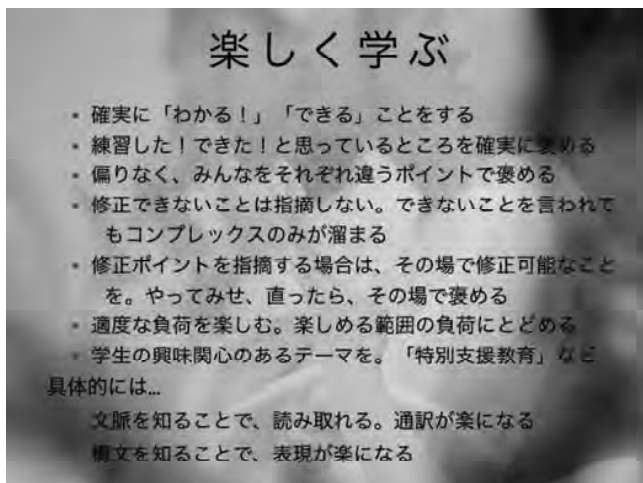 楽しく学ぶ
• 確実に「わかる！」「できる」ことをする
• 練習した！できた！と思っているところを確実に褒める
• 偏りなく、みんなをそれぞれ違うポイントで褒める
• 修正できないことは指摘しない。できないことを言われて
もコンプレックスのみが溜まる
• 修正ポイントを指摘する場合は、その場で修正可能なこと
を。やってみせ、直ったら、その場で褒める
• 適度な負荷を楽しむ。楽しめる範囲の負荷にとどめる
• 学生の興味関心のあるテーマを。「特別支援教育」など
具体的には…
文脈を知ることで、読み取れる。通訳が楽になる
構文を知ることで、表現が楽になる